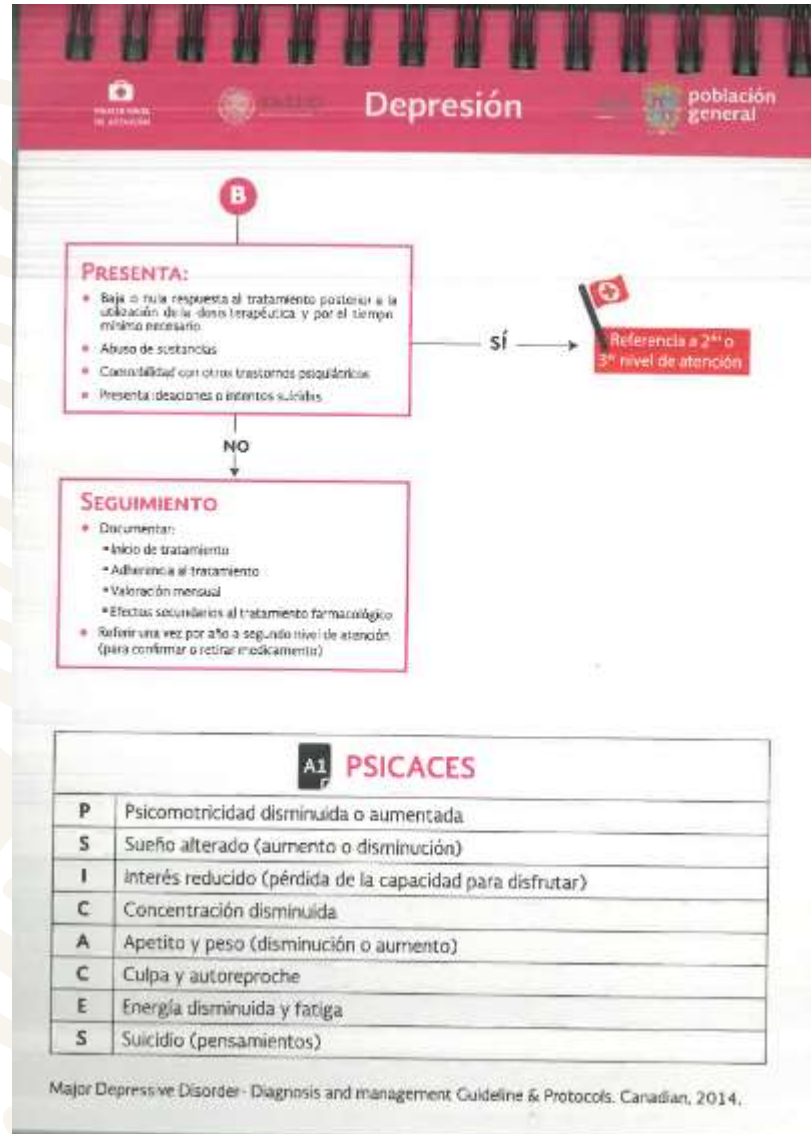 Depresión
población
general
B
PRESENTA:
Baja o nula respuesta al tratamiento posterior a la
utilización de la dosis terapéutica y por el tiempo
mínimo necesario
Abuso de sustancias
Comorbilidad con otros trastornos psiquiátricos
Presenta ideaciones o intentos suicidas
SÍ
Referencia a 2do o
3er nivel de atención
NO
SEGUIMIENTO
Documentar:
Inicio de tratamiento
Adherencia al tratamiento
Valoración mensual
Efectos secundarios al tratamiento farmacológico
Referir una vez por año a segundo nivel de atención
(para confirmar o retirar medicamento)
A1 PSICACES
P Psicomotricidad disminuida o aumentada
S Sueño alterado (aumento o disminución)
I Interés reducido (pérdida de la capacidad para disfrutar)
C Concentración disminuida
A Apetito y peso (disminución o aumento)
C Culpa y autoreproche
E Energía disminuida y fatiga
S Suicidio (pensamientos)
Major Depressive Disorder- Diagnosis and management Guideline & Protocols. Canadian, 2014.